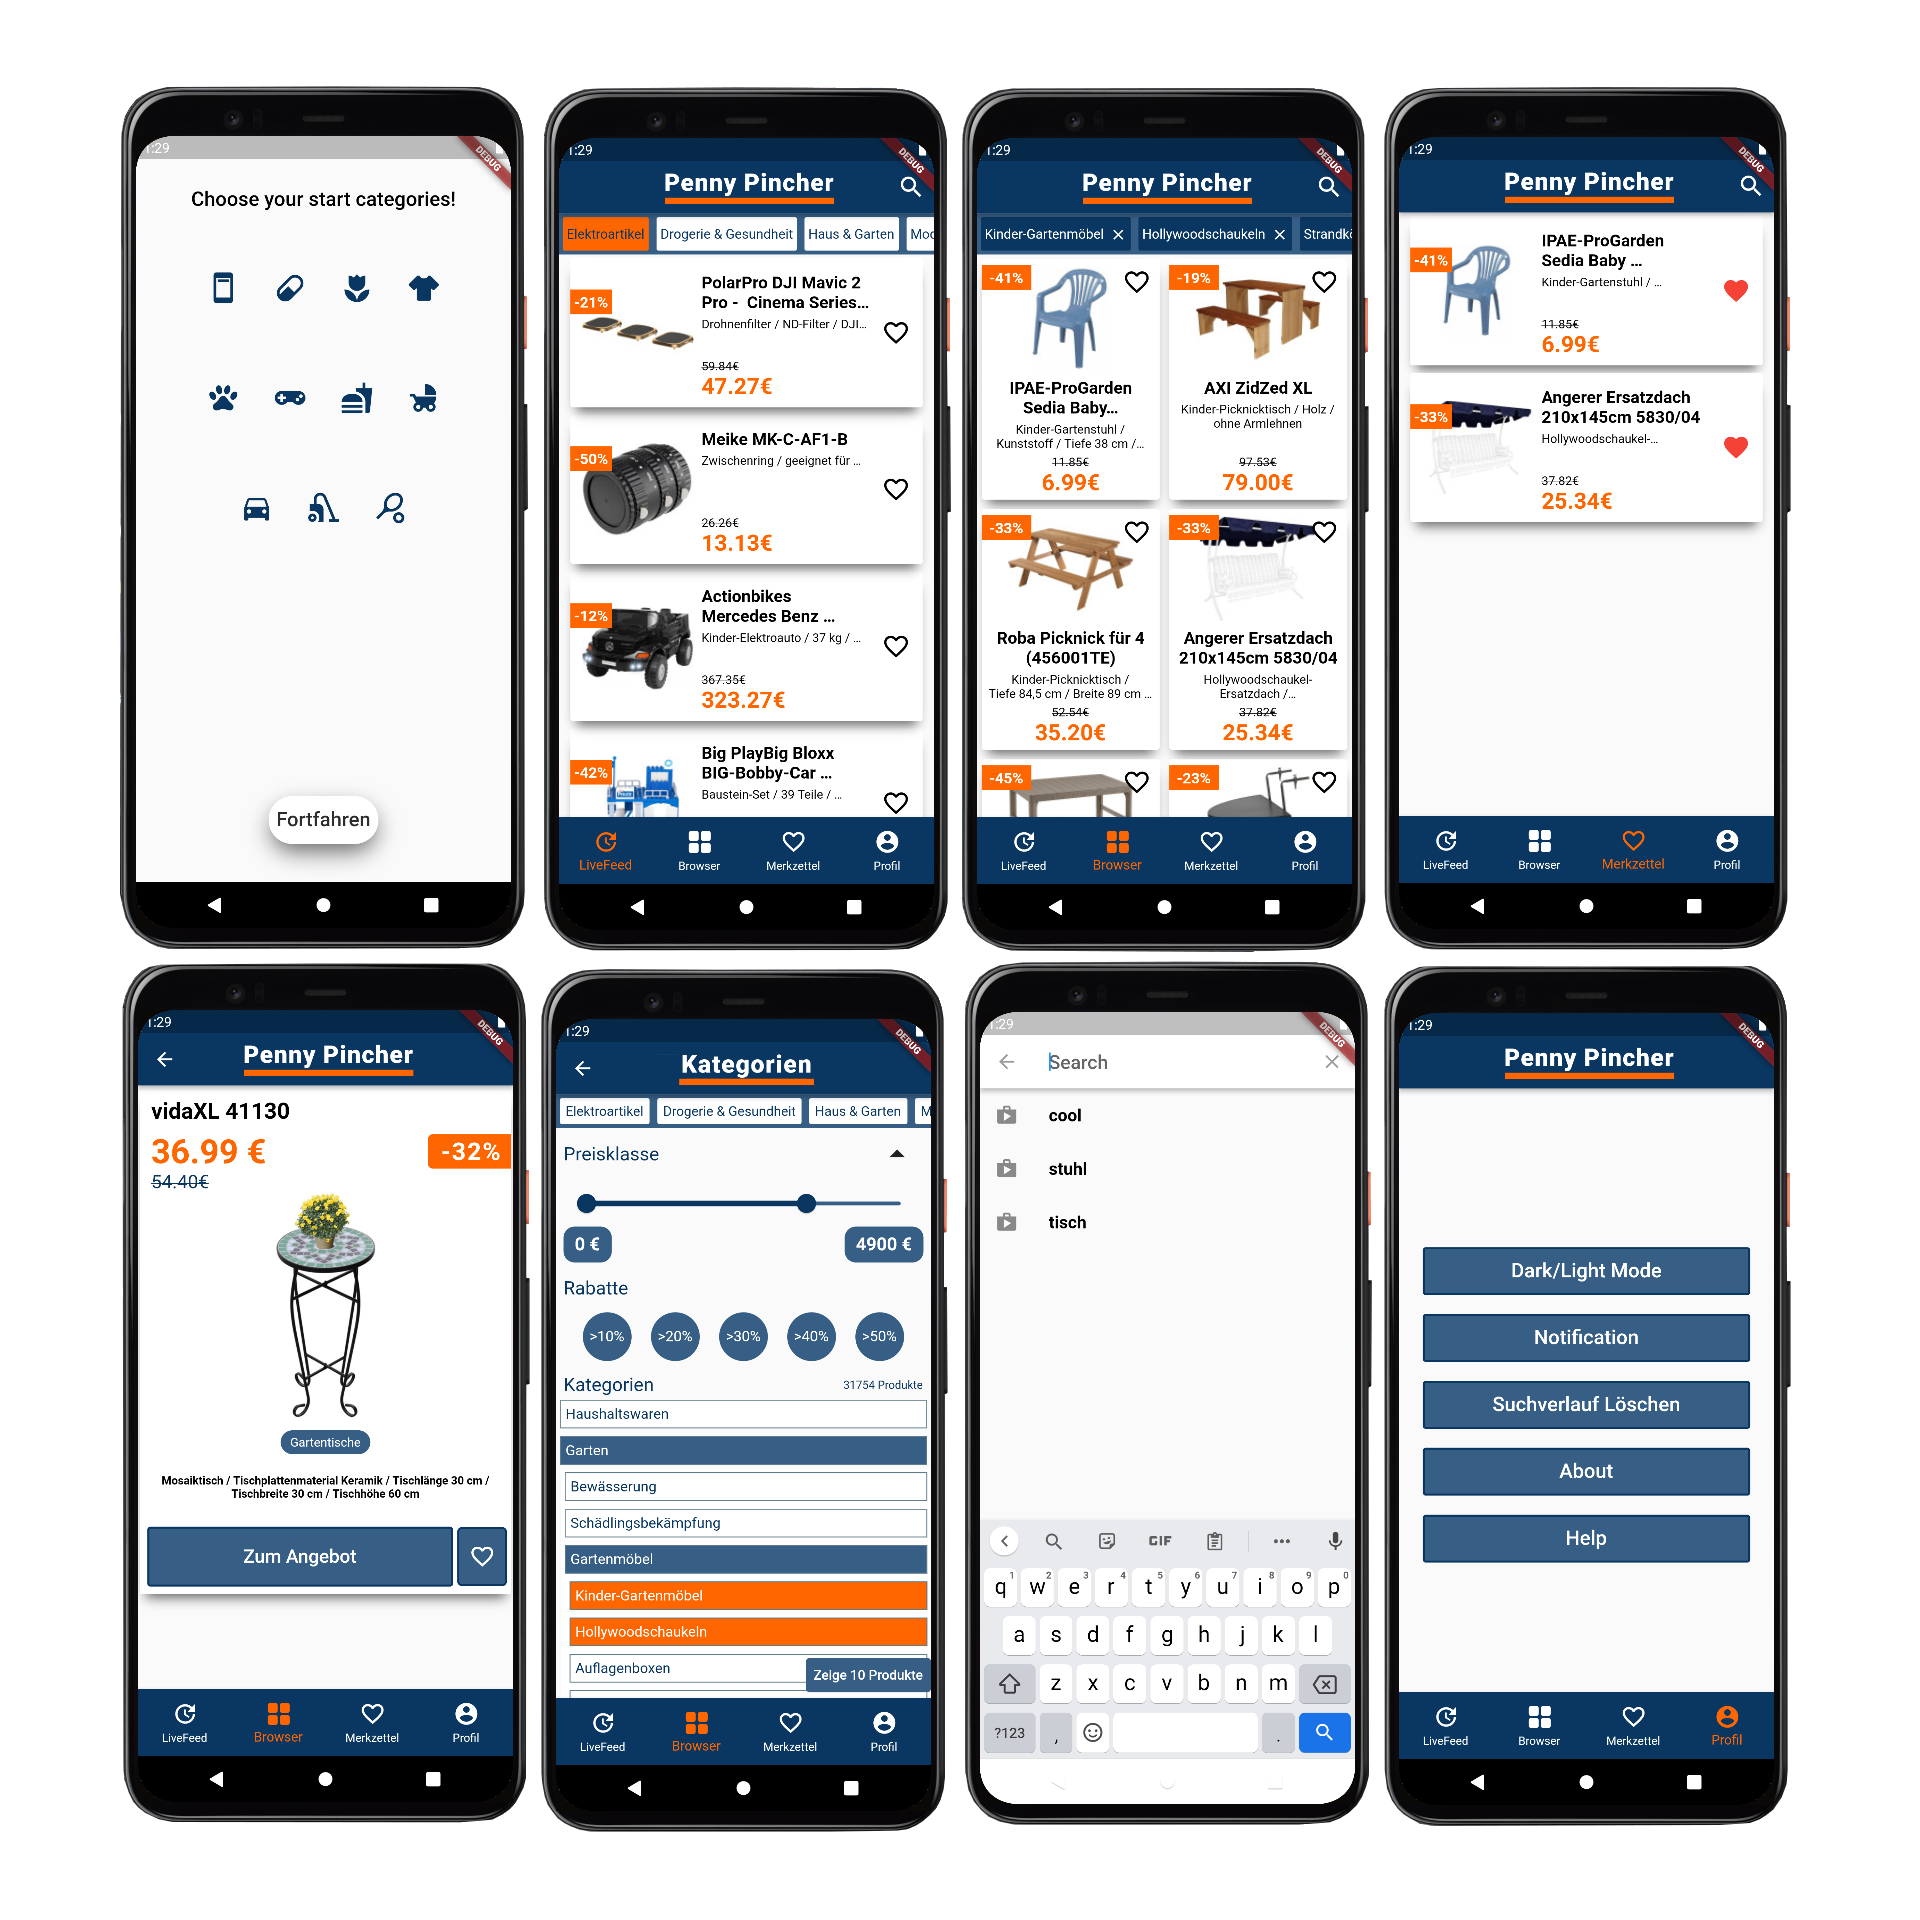 1:29
DEBUG
Choose your start categories!
Fortfahren
1:29
DEBUG
Penny Pincher
Elektroartikel
Drogerie & Gesundheit
Haus & Garten
-21%
PolarPro DJI Mavic 2
Pro - Cinema Series...
Drohnenfilter / ND-Filter / DJI...
59.84€
47.27€
-50%
Meike MK-C-AF1-B
Zwischenring / geeignet für ...
26.26€
13.13€
-12%
Actionbikes
Mercedes Benz ...
Kinder-Elektroauto / 37 kg / ...
367.35€
323.27€
-42%
Big PlayBig Bloxx
BIG-Bobby-Car ...
Baustein-Set / 39 Teile / ...
LiveFeed
Browser
Merkzettel
Profil
1:29
DEBUG
Penny Pincher
Kinder-Gartenmöbel
Hollywoodschaukeln
-41%
IPAE-ProGarden
Sedia Baby...
Kinder-Gartenstuhl /
Kunststoff / Tiefe 38 cm /...
11.85€
6.99€
-19%
AXI ZidZed XL
Kinder-Picknicktisch / Holz /
ohne Armlehnen
97.53€
79.00€
-33%
Roba Picknick für 4
(456001TE)
Kinder-Picknicktisch /
Tiefe 84,5 cm / Breite 89 cm ...
52.54€
35.20€
-33%
Angerer Ersatzdach
210x145cm 5830/04
Hollywoodschaukel-
Ersatzdach /...
37.82€
25.34€
-45%
-23%
LiveFeed
Browser
Merkzettel
Profil
1:29
DEBUG
Penny Pincher
-41%
IPAE-ProGarden
Sedia Baby ...
Kinder-Gartenstuhl / ...
11.85€
6.99€
-33%
Angerer Ersatzdach
210x145cm 5830/04
Hollywoodschaukel-...
37.82€
25.34€
LiveFeed
Browser
Merkzettel
Profil
1:29
DEBUG
Penny Pincher
vidaXL 41130
36.99 €
-32%
54.40€
Gartentische
Mosaiktisch / Tischplattenmaterial Keramik / Tischlänge 30 cm /
Tischbreite 30 cm / Tischhöhe 60 cm
Zum Angebot
LiveFeed
Browser
Merkzettel
Profil
1:29
DEBUG
Kategorien
Elektroartikel
Drogerie & Gesundheit
Haus & Garten
Preisklasse
0 €
4900 €
Rabatte
>10%
>20%
>30%
>40%
>50%
Kategorien
31754 Produkte
Haushaltswaren
Garten
Bewässerung
Schädlingsbekämpfung
Gartenmöbel
Kinder-Gartenmöbel
Hollywoodschaukeln
Auflagenboxen
Zeige 10 Produkte
LiveFeed
Browser
Merkzettel
Profil
1:29
DEBUG
Search
cool
stuhl
tisch
GIF
q1 w2 e3 r4 t5 y6 u7 i8 o9 p0
a s d f g h j k l
z x c v b n m
?123 , .
1:29
DEBUG
Penny Pincher
Dark/Light Mode
Notification
Suchverlauf Löschen
About
Help
LiveFeed
Browser
Merkzettel
Profil